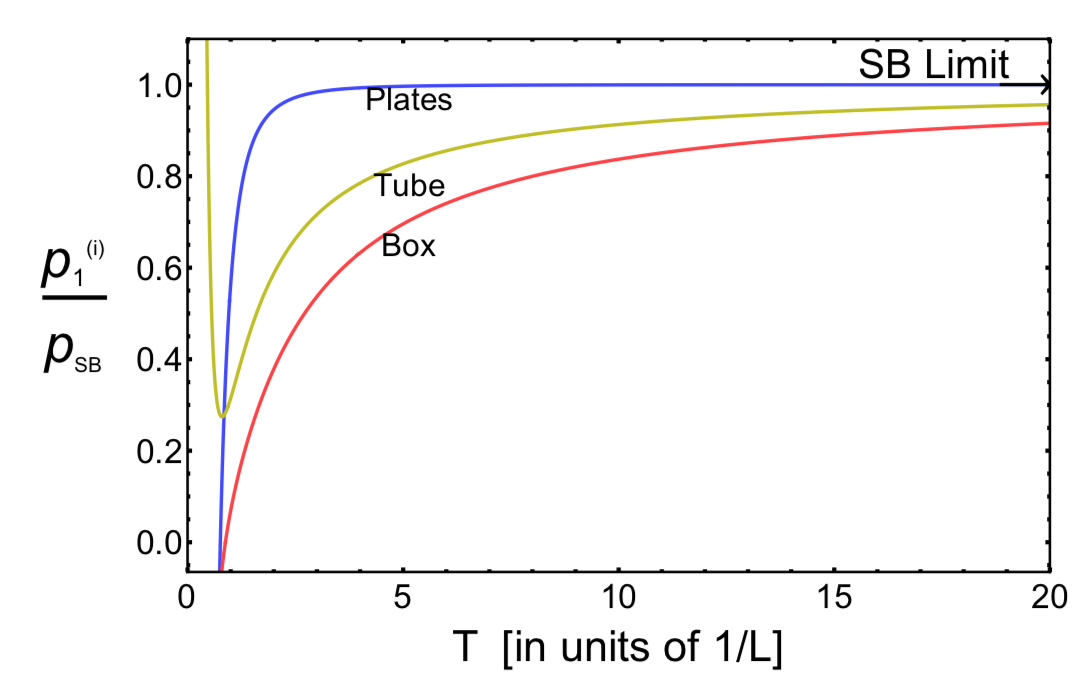 SB Limit
1.0
Plates
0.8
Tube
Box
p₁⁽ⁱ⁾
0.6
pSB
0.4
0.2
0.0
0 5 10 15 20
T [in units of 1/L]